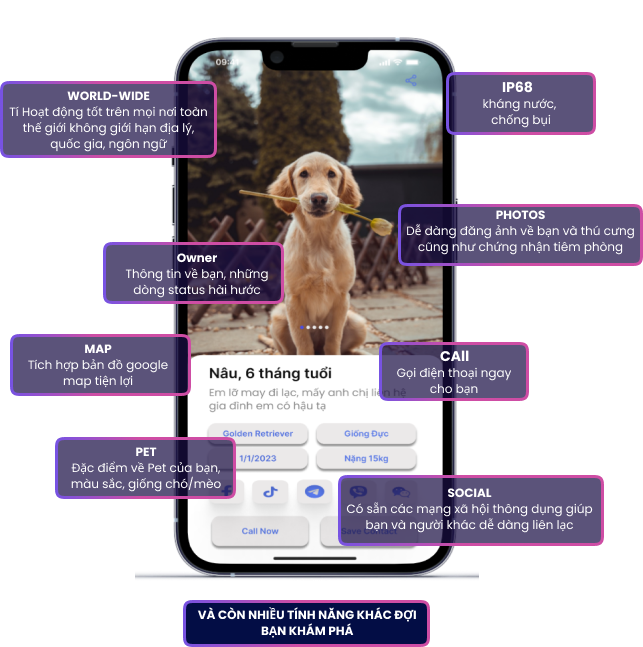 09:41
WORLD-WIDE
Tí Hoạt động tốt trên mọi nơi toàn
thế giới không giới hạn địa lý,
quốc gia, ngôn ngữ
IP68
kháng nước,
chống bụi
PHOTOS
Dễ dàng đăng ảnh về bạn và thú cưng
cũng như chứng nhận tiêm phòng
Owner
Thông tin về bạn, những
dòng status hài hước
MAP
Tích hợp bản đồ google
map tiện lợi
CAll
Gọi điện thoại ngay
cho bạn
Nâu, 6 tháng tuổi
Em lỡ may đi lạc, mấy anh chị liên hệ
gia đình em có hậu tạ
Golden Retriever
Giống Đực
1/1/2023
Nặng 15kg
PET
Đặc điểm về Pet của bạn,
màu sắc, giống chó/mèo
SOCIAL
Có sẵn các mạng xã hội thông dụng giúp
bạn và người khác dễ dàng liên lạc
Call Now
Save Contact
VÀ CÒN NHIỀU TÍNH NĂNG KHÁC ĐỢI
BẠN KHÁM PHÁ